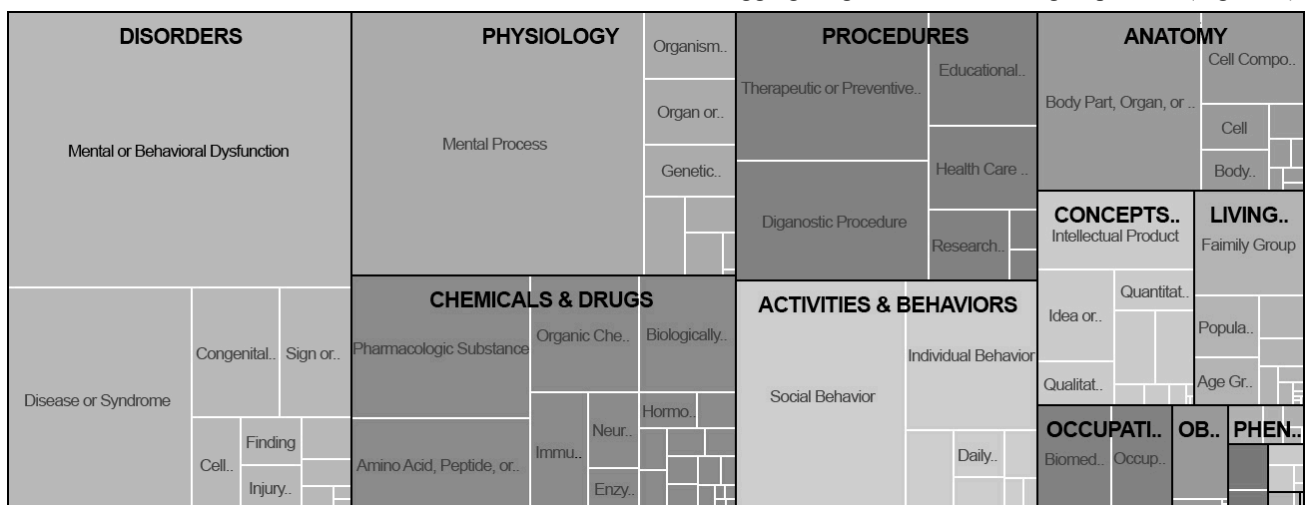 DISORDERS
Mental or Behavioral Dysfunction
Disease or Syndrome
Congenital..
Sign or..
Cell..
Finding
Injury..
PHYSIOLOGY
Mental Process
Organism..
Organ or..
Genetic..
CHEMICALS & DRUGS
Pharmacologic Substance
Organic Che..
Biologically..
Amino Acid, Peptide, or..
Immu..
Neur..
Enzy..
Hormo..
PROCEDURES
Therapeutic or Preventive..
Educational..
Diganostic Procedure
Health Care ..
Research..
ACTIVITIES & BEHAVIORS
Social Behavior
Individual Behavior
Daily..
ANATOMY
Body Part, Organ, or ..
Cell Compo..
Cell
Body..
CONCEPTS..
Intellectual Product
Idea or..
Quantitat..
Qualitat..
LIVING..
Faimily Group
Popula..
Age Gr..
OCCUPATI..
Biomed..
Occup..
OB..
PHEN..